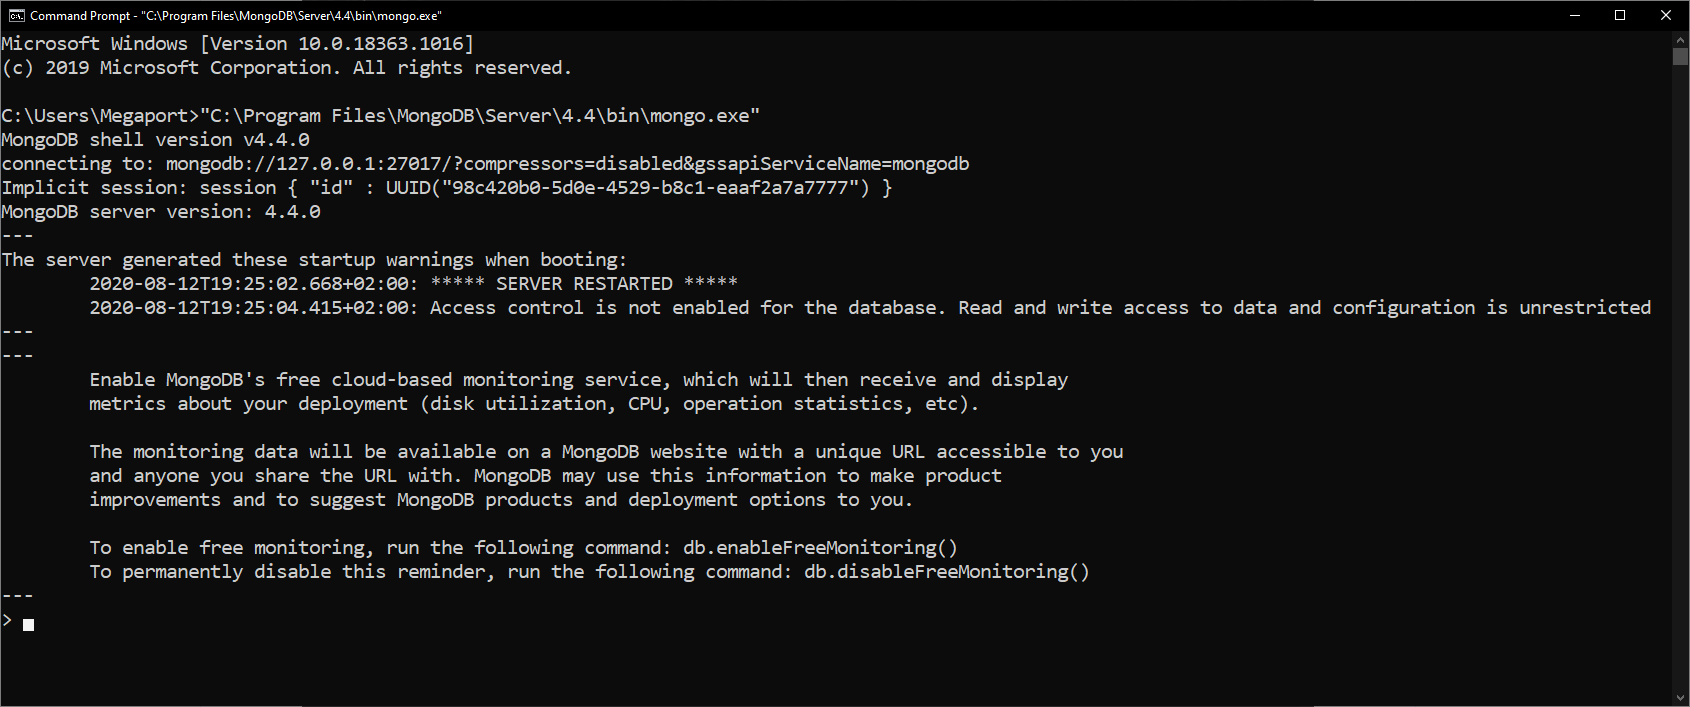 Command Prompt - "C:\Program Files\MongoDB\Server\4.4\bin\mongo.exe"
Microsoft Windows [Version 10.0.18363.1016]
(c) 2019 Microsoft Corporation. All rights reserved.
C:\Users\Megaport>"C:\Program Files\MongoDB\Server\4.4\bin\mongo.exe"
MongoDB shell version v4.4.0
connecting to: mongodb://127.0.0.1:27017/?compressors=disabled&gssapiServiceName=mongodb
Implicit session: session { "id" : UUID("98c420b0-5d0e-4529-b8c1-eaaf2a7a7777") }
MongoDB server version: 4.4.0
---
The server generated these startup warnings when booting:
2020-08-12T19:25:02.668+02:00: ***** SERVER RESTARTED *****
2020-08-12T19:25:04.415+02:00: Access control is not enabled for the database. Read and write access to data and configuration is unrestricted
---
---
Enable MongoDB's free cloud-based monitoring service, which will then receive and display
metrics about your deployment (disk utilization, CPU, operation statistics, etc).
The monitoring data will be available on a MongoDB website with a unique URL accessible to you
and anyone you share the URL with. MongoDB may use this information to make product
improvements and to suggest MongoDB products and deployment options to you.
To enable free monitoring, run the following command: db.enableFreeMonitoring()
To permanently disable this reminder, run the following command: db.disableFreeMonitoring()
---
>